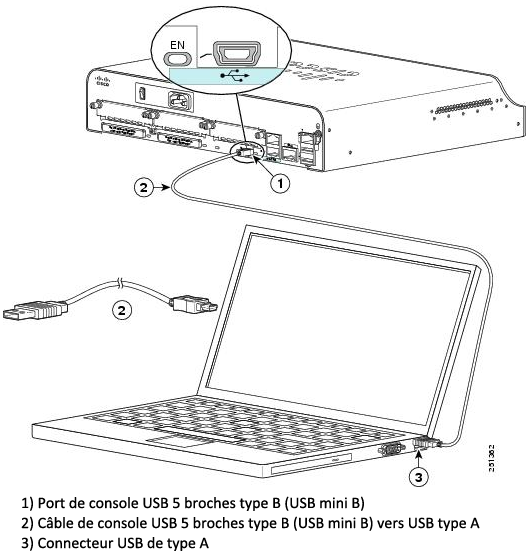 EN
CISCO
1
2
2
3
251362
1) Port de console USB 5 broches type B (USB mini B)
2) Câble de console USB 5 broches type B (USB mini B) vers USB type A
3) Connecteur USB de type A